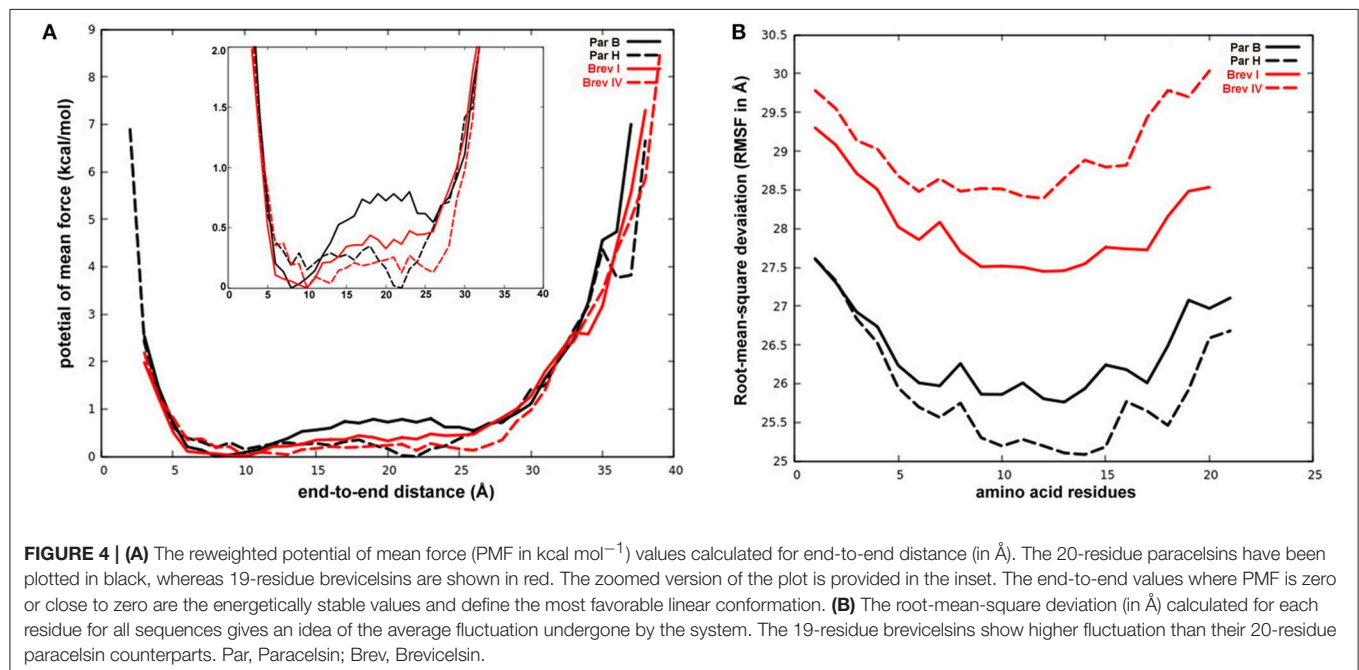 A
B
potetial of mean force (kcal/mol)
9
8
7
6
5
4
3
2
1
0
0 5 10 15 20 25 30 35 40
end-to-end distance (Å)
Par B
Par H
Brev I
Brev IV
2.0
1.5
1.0
0.5
0
0 5 10 15 20 25 30 35 40
Root-mean-square devaiation (RMSF in Å)
30.5
30
29.5
29
28.5
28
27.5
27
26.5
26
25.5
25
0 5 10 15 20 25
amino acid residues
Par B
Par H
Brev I
Brev IV
FIGURE 4 | (A) The reweighted potential of mean force (PMF in kcal mol−1) values calculated for end-to-end distance (in Å). The 20-residue paracelsins have been
plotted in black, whereas 19-residue brevicelsins are shown in red. The zoomed version of the plot is provided in the inset. The end-to-end values where PMF is zero
or close to zero are the energetically stable values and define the most favorable linear conformation. (B) The root-mean-square deviation (in Å) calculated for each
residue for all sequences gives an idea of the average fluctuation undergone by the system. The 19-residue brevicelsins show higher fluctuation than their 20-residue
paracelsin counterparts. Par, Paracelsin; Brev, Brevicelsin.